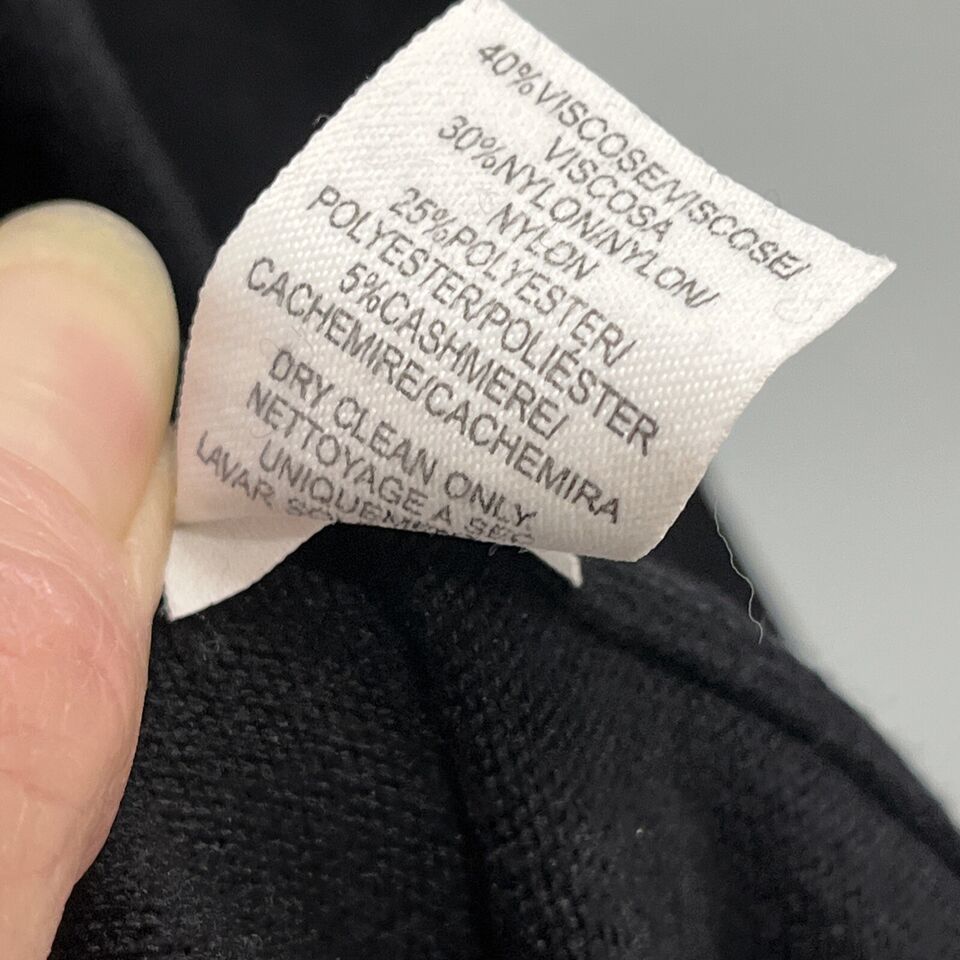 40%VISCOSE/VISCOSE/
VISCOSA
30%NYLON/NYLON/
NYLON
25%POLYESTER/
POLYESTER/POLIÉSTER
5%CASHMERE/
CACHEMIRE/CACHEMIRA
DRY CLEAN ONLY
NETTOYAGE A SEC
UNIQUEMENT
LAVAR